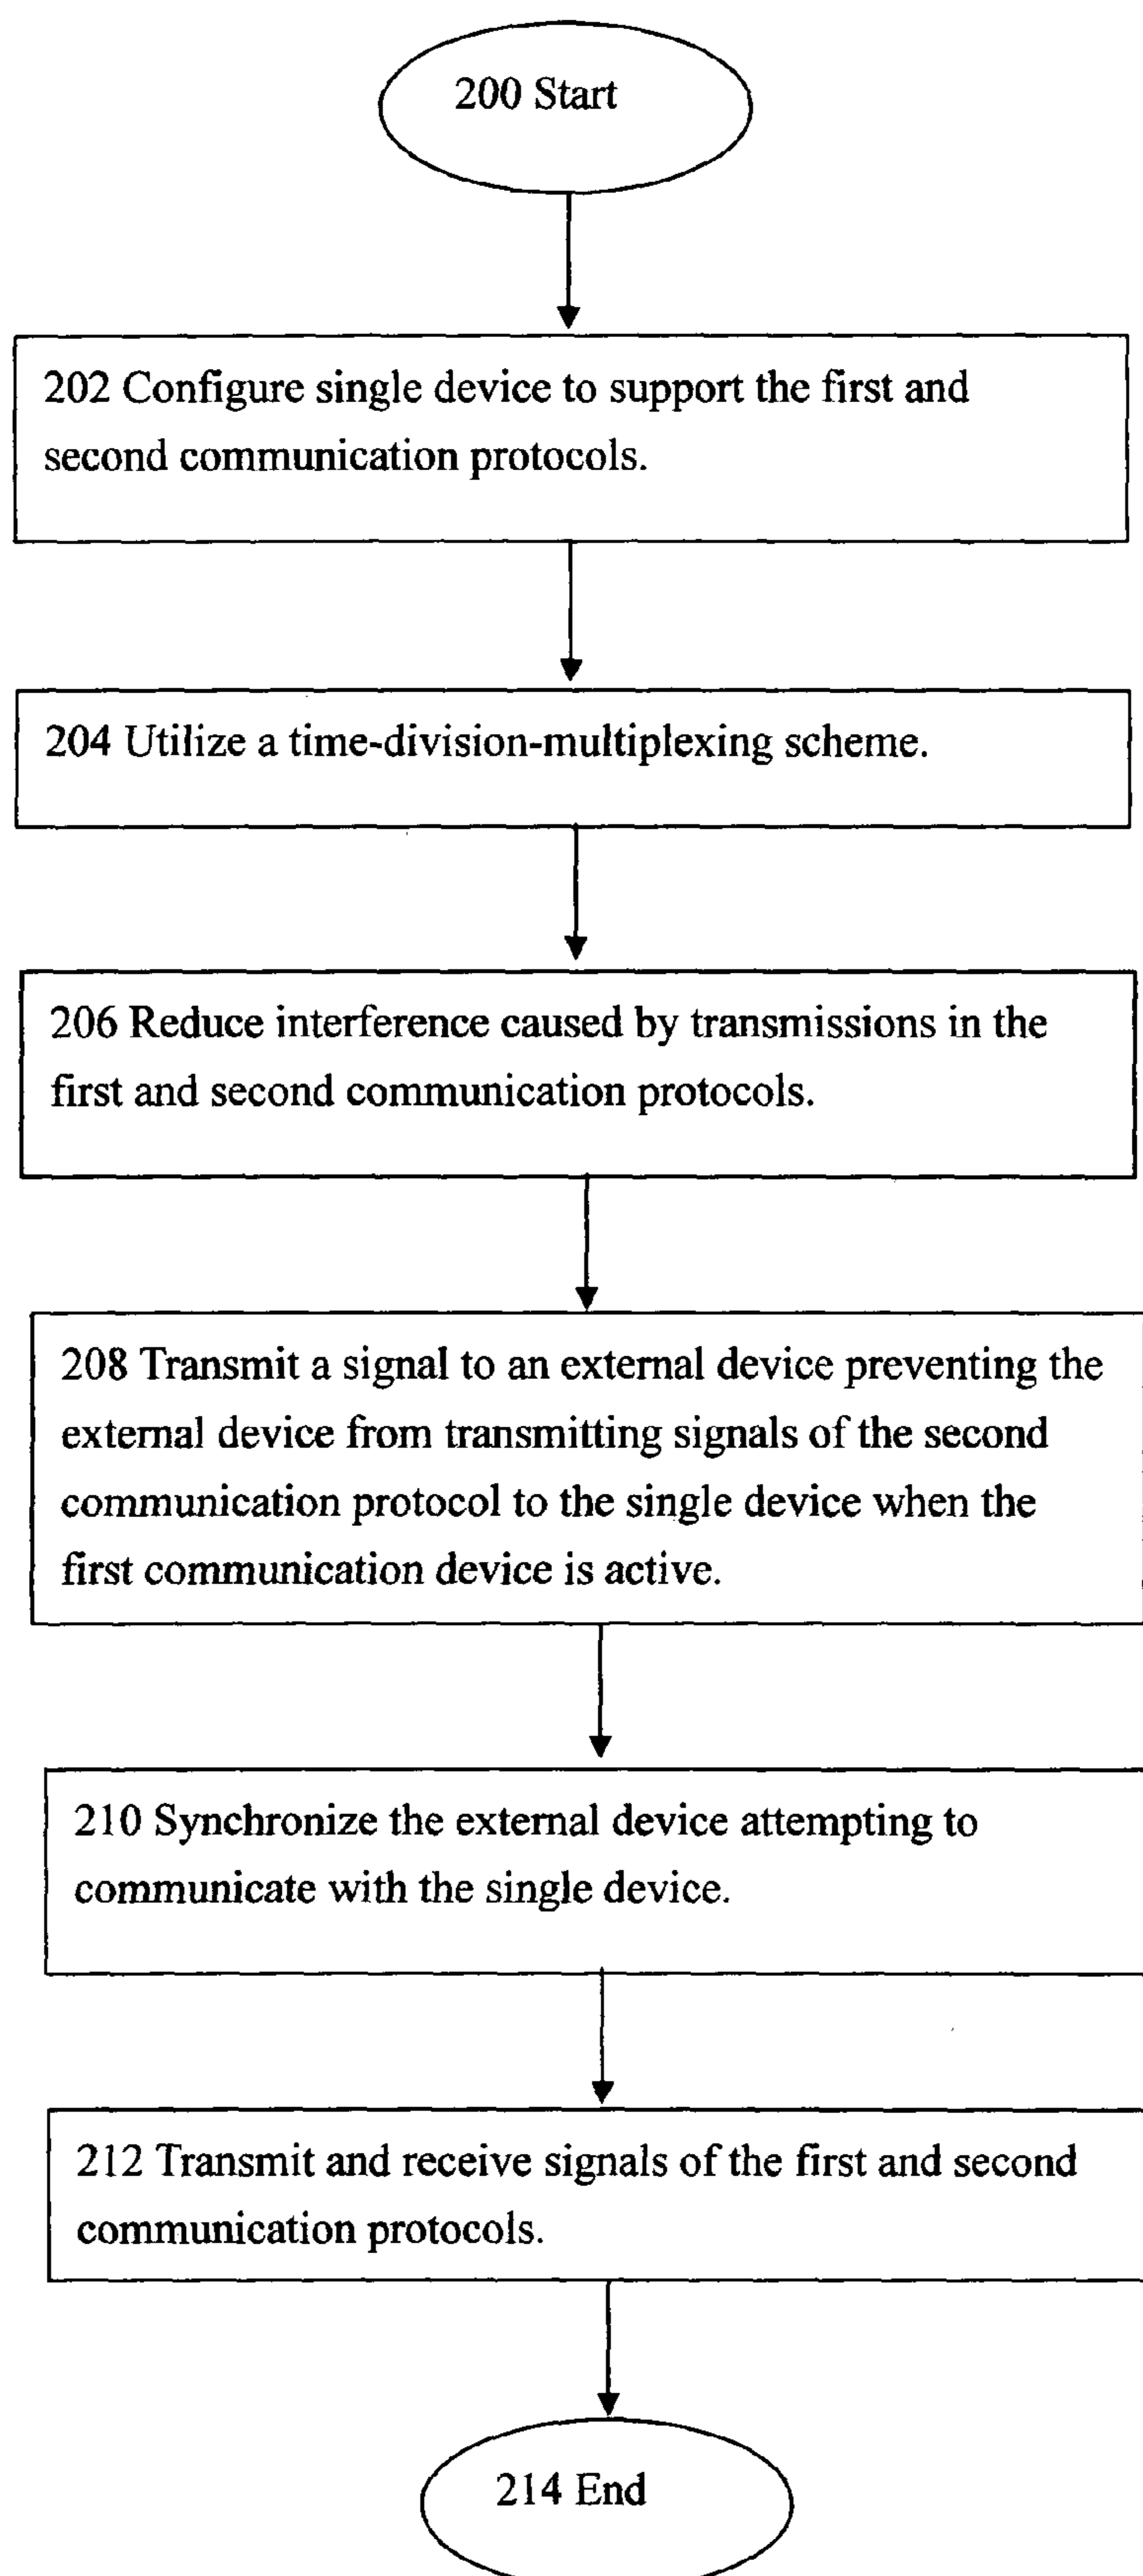 200 Start
202 Configure single device to support the first and
second communication protocols.
204 Utilize a time-division-multiplexing scheme.
206 Reduce interference caused by transmissions in the
first and second communication protocols.
208 Transmit a signal to an external device preventing the
external device from transmitting signals of the second
communication protocol to the single device when the
first communication device is active.
210 Synchronize the external device attempting to
communicate with the single device.
212 Transmit and receive signals of the first and second
communication protocols.
214 End